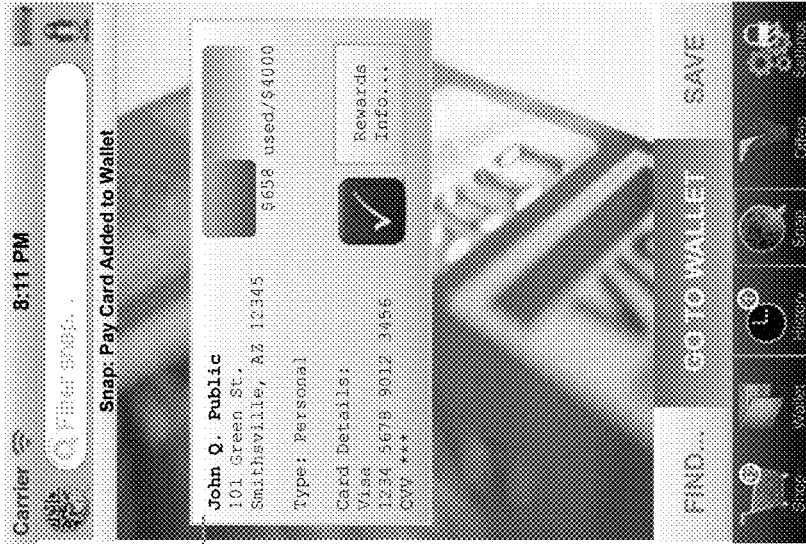 Carrier 8:11 PM
Filter snap...
Snap: Pay Card Added to Wallet
John Q. Public
101 Green St.
Smithsville, AZ 12345
$658 used/$4000
Type: Personal
Card Details:
Visa
1234 5678 9012 3456
CVV ***
Rewards
Info...
FIND... GO TO WALLET SAVE